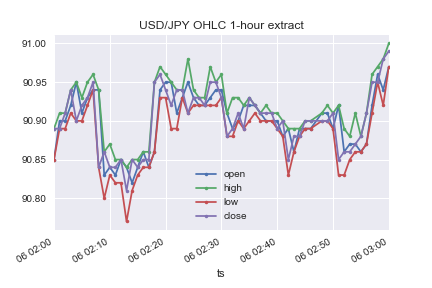 USD/JPY OHLC 1-hour extract
91.00
90.95
90.90
90.85
90.80
open
high
low
close
06 02:00
06 02:10
06 02:20
06 02:30
06 02:40
06 02:50
06 03:00
ts